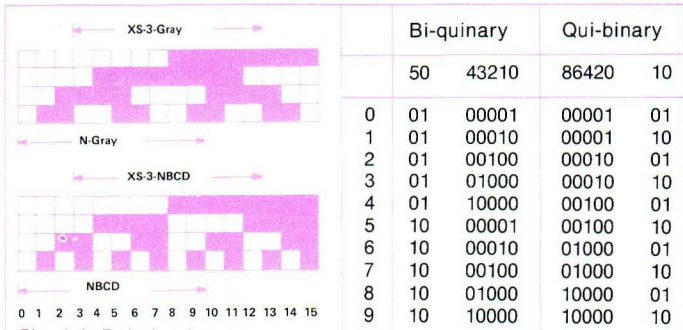 XS-3-Gray
N-Gray
XS-3-NBCD
NBCD
0 1 2 3 4 5 6 7 8 9 10 11 12 13 14 15
Bi-quinary Qui-binary
50 43210 86420 10
0 01 00001 00001 01
1 01 00010 00001 10
2 01 00100 00010 01
3 01 01000 00010 10
4 01 10000 00100 01
5 10 00001 00100 10
6 10 00010 01000 01
7 10 00100 01000 10
8 10 01000 10000 01
9 10 10000 10000 10